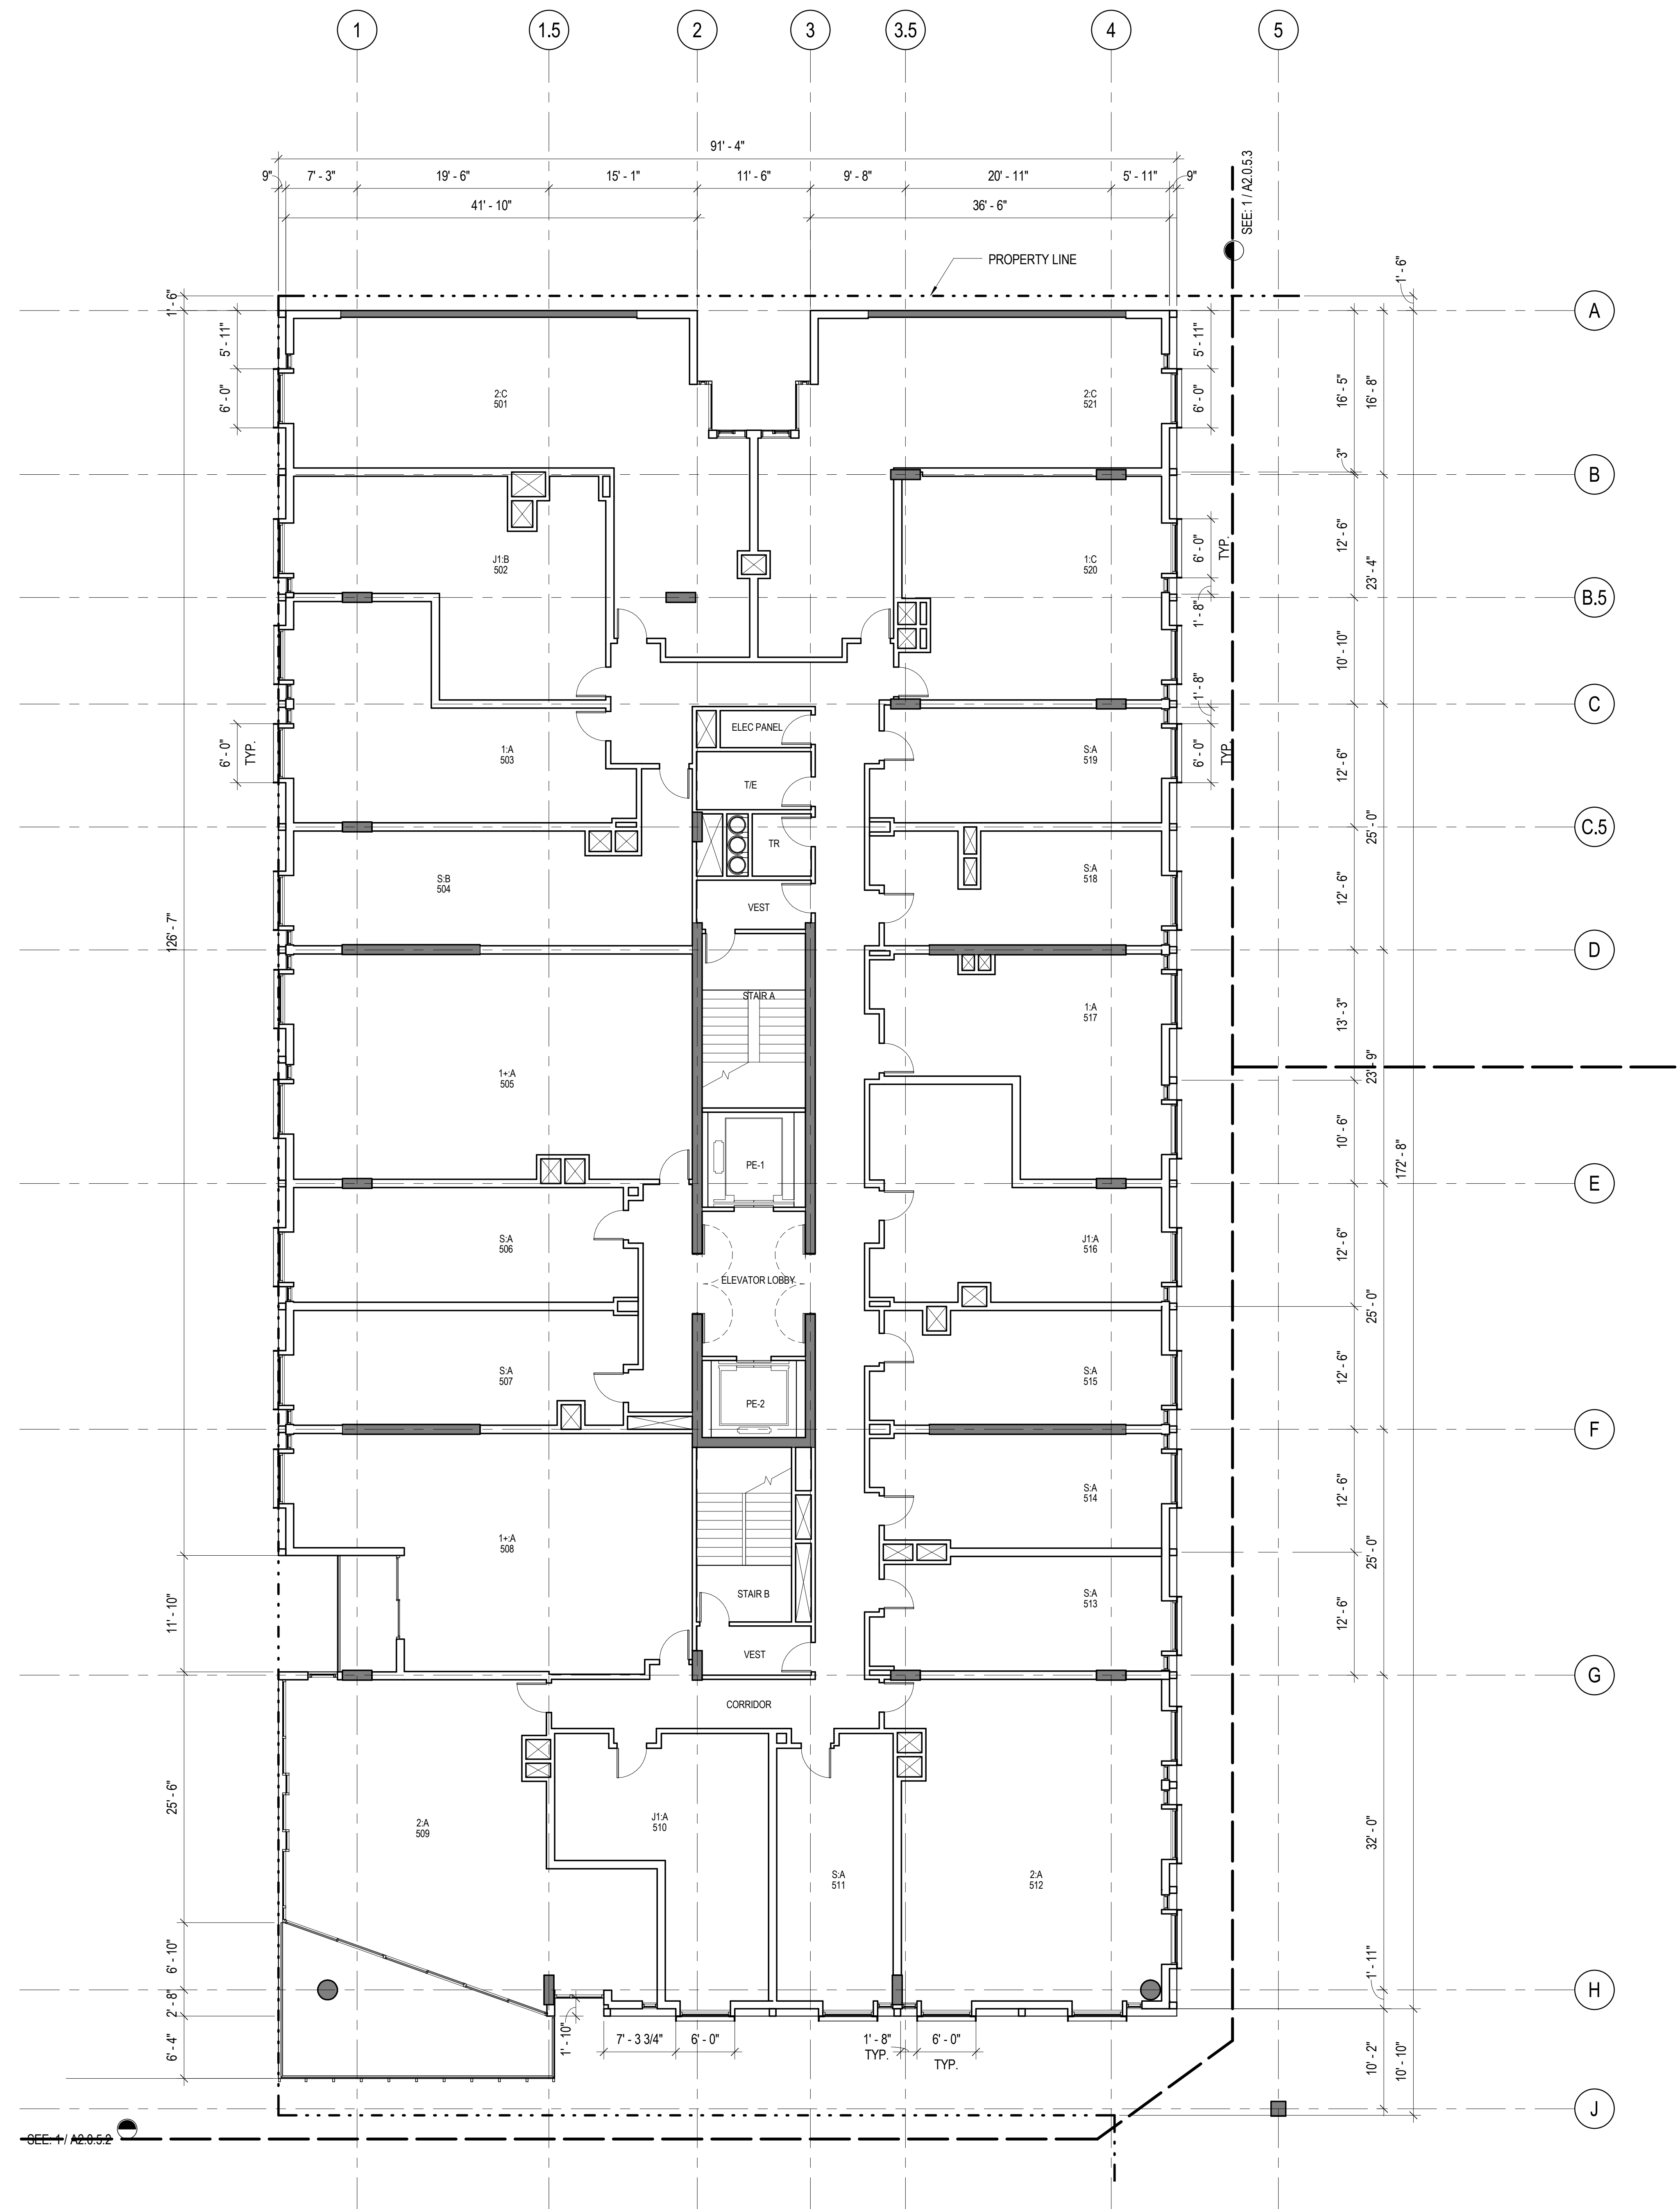 1 1.5 2 3 3.5 4 5
91' - 4"
9" 7' - 3" 19' - 6" 15' - 1" 11' - 6" 9' - 8" 20' - 11" 5' - 11" 9"
41' - 10" 36' - 6"
SEE: 1 / A2.0.5.3
PROPERTY LINE
1' - 6"
1' - 6"
A
5' - 11"
5' - 11"
16' - 5"
16' - 8"
6' - 0"
6' - 0"
2:C
501
2:C
521
3"
B
J1:B
502
1:C
520
6' - 0"
TYP.
12' - 6"
23' - 4"
B.5
1' - 8"
10' - 10"
1' - 8"
C
ELEC PANEL
6' - 0"
TYP.
1:A
503
S:A
519
6' - 0"
TYP.
12' - 6"
T/E
C.5
25' - 0"
TR
S:B
504
S:A
518
12' - 6"
VEST
126' - 7"
D
STAIR A
1:A
517
13' - 3"
23' - 9"
1+:A
505
10' - 6"
172' - 8"
PE-1
E
S:A
506
J1:A
516
12' - 6"
ELEVATOR LOBBY
25' - 0"
S:A
507
S:A
515
12' - 6"
PE-2
F
S:A
514
12' - 6"
1+:A
508
25' - 0"
STAIR B
S:A
513
12' - 6"
11' - 10"
VEST
G
CORRIDOR
25' - 6"
2:A
509
J1:A
510
S:A
511
2:A
512
32' - 0"
6' - 10"
1' - 11"
H
2' - 8"
6' - 4"
1' - 10"
7' - 3 3/4" 6' - 0" 1' - 8"
TYP.
6' - 0"
TYP.
10' - 2"
10' - 10"
J
SEE: 1 / A2.0.5.2